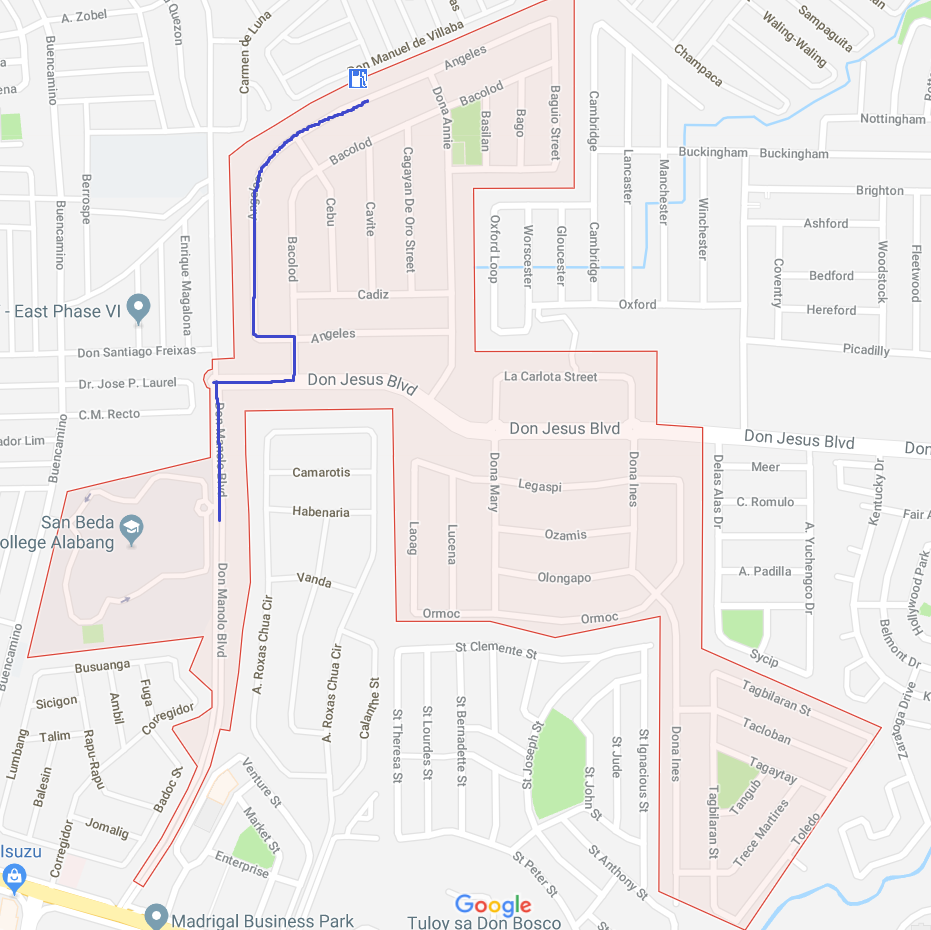 A. Zobel
Quezon
Carmen de Luna
Don Manuel de Villaba
Sampaguita
Waling-Waling
Champaca
Buencamino
Angeles
Dona Annie
Bacolod
Basilan
Bago
Baguio Street
Cambridge
Nottingham
Buckingham
Buckingham
Lancaster
Manchester
Winchester
Brighton
Bacolod
Cagayan De Oro Street
Cavite
Cebu
Angeles
Bacolod
Berrospe
Buencamino
Enrique Magalona
Oxford Loop
Worscester
Gloucester
Cambridge
Ashford
Woodstock
Fleetwood
Bedford
Coventry
Hereford
Oxford
Picadilly
Cadiz
Angeles
- East Phase VI
Don Santiago Freixas
Dr. Jose P. Laurel
C.M. Recto
ador Lim
Buencamino
Don Jesus Blvd
La Carlota Street
Don Jesus Blvd
Don Jesus Blvd
Don
Don Manolo Blvd
Camarotis
Habenaria
Vanda
Dona Mary
Dona Ines
Legaspi
Ozamis
Olongapo
Laoag
Lucena
Ormoc
Ormoc
Delas Alas Dr
Meer
C. Romulo
A. Padilla
A. Yuchengco Dr
Sycip
Kentucky Dr
Fair A
Hollywood Park
Belmont Dr
Zaratoga Drive
K
San Beda
ollege Alabang
Don Manolo Blvd
Buencamino
A. Roxas Chua Cir
A. Roxas Chua Cir
Calanthe St
Busuanga
Sicigon
Ambil
Fuga
Corregidor
Talim
Lumbang
Balesin
Rapu-Rapu
Badoc St
Jomalig
Corregidor
Venture St
Market St
Enterprise
St Clemente St
St Theresa St
St Lourdes St
St Bernadette St
St Joseph St
St John St
St Jude
St Ignacious St
St Peter St
St Anthony St
Dona Ines
Tagbilaran St
Tacloban
Tagaytay
Tangub
Tagbilaran St
Trece Martires
Toledo
Isuzu
Madrigal Business Park
Google
Tuloy sa Don Bosco